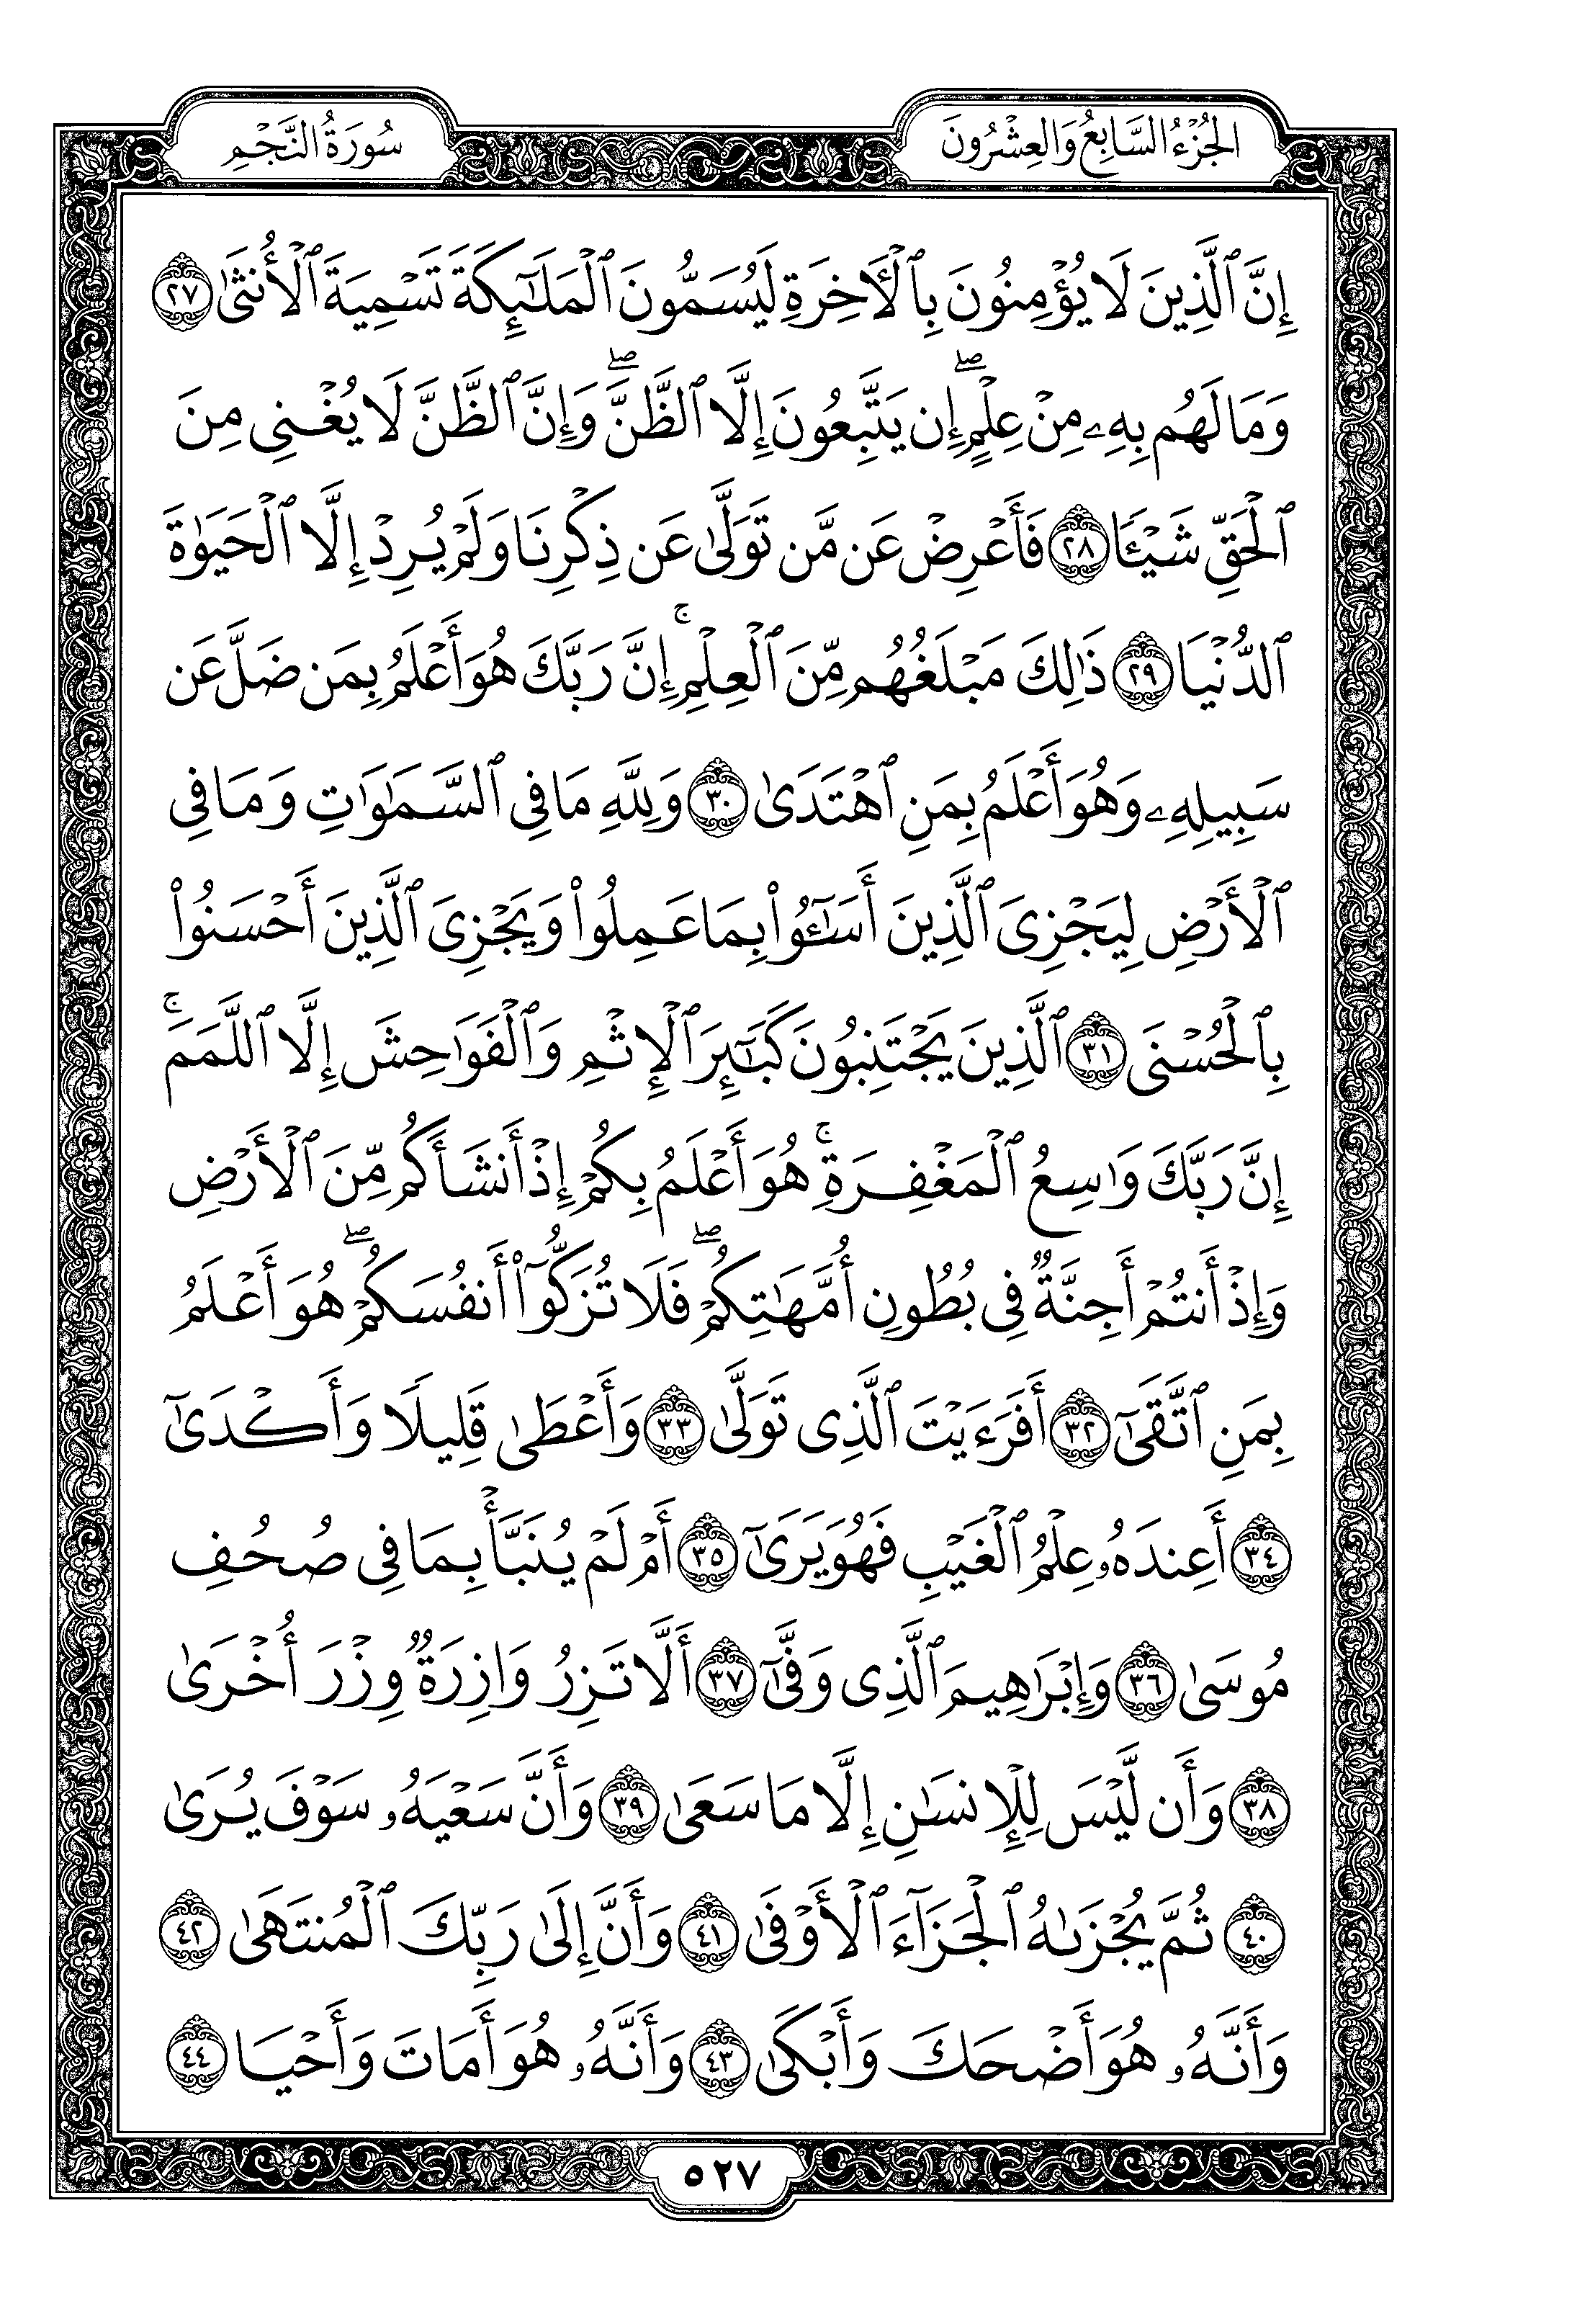 الجُزْءُ السَّابِعُ وَالعِشْرُونَ
سُورَةُ النَّجْمِ
إِنَّ ٱلَّذِينَ لَا يُؤْمِنُونَ بِٱلْأٓخِرَةِ لَيُسَمُّونَ ٱلْمَلَٰٓئِكَةَ تَسْمِيَةَ ٱلْأُنثَىٰ ٢٧
وَمَا لَهُم بِهِۦ مِنْ عِلْمٍ ۖ إِن يَتَّبِعُونَ إِلَّا ٱلظَّنَّ ۖ وَإِنَّ ٱلظَّنَّ لَا يُغْنِى مِنَ
ٱلْحَقِّ شَيْـًٔا ٢٨ فَأَعْرِضْ عَن مَّن تَوَلَّىٰ عَن ذِكْرِنَا وَلَمْ يُرِدْ إِلَّا ٱلْحَيَوٰةَ
ٱلدُّنْيَا ٢٩ ذَٰلِكَ مَبْلَغُهُم مِّنَ ٱلْعِلْمِ ۚ إِنَّ رَبَّكَ هُوَ أَعْلَمُ بِمَن ضَلَّ عَن
سَبِيلِهِۦ وَهُوَ أَعْلَمُ بِمَنِ ٱهْتَدَىٰ ٣٠ وَلِلَّهِ مَا فِى ٱلسَّمَٰوَٰتِ وَمَا فِى
ٱلْأَرْضِ لِيَجْزِىَ ٱلَّذِينَ أَسَٰٓـُٔوا۟ بِمَا عَمِلُوا۟ وَيَجْزِىَ ٱلَّذِينَ أَحْسَنُوا۟
بِٱلْحُسْنَى ٣١ ٱلَّذِينَ يَجْتَنِبُونَ كَبَٰٓئِرَ ٱلْإِثْمِ وَٱلْفَوَٰحِشَ إِلَّا ٱللَّمَمَ ۚ
إِنَّ رَبَّكَ وَٰسِعُ ٱلْمَغْفِرَةِ ۚ هُوَ أَعْلَمُ بِكُمْ إِذْ أَنشَأَكُم مِّنَ ٱلْأَرْضِ
وَإِذْ أَنتُمْ أَجِنَّةٌ فِى بُطُونِ أُمَّهَٰتِكُمْ ۖ فَلَا تُزَكُّوٓا۟ أَنفُسَكُمْ ۖ هُوَ أَعْلَمُ
بِمَنِ ٱتَّقَىٰٓ ٣٢ أَفَرَءَيْتَ ٱلَّذِى تَوَلَّىٰ ٣٣ وَأَعْطَىٰ قَلِيلًا وَأَكْدَىٰٓ
٣٤ أَعِندَهُۥ عِلْمُ ٱلْغَيْبِ فَهُوَ يَرَىٰٓ ٣٥ أَمْ لَمْ يُنَبَّأْ بِمَا فِى صُحُفِ
مُوسَىٰ ٣٦ وَإِبْرَٰهِيمَ ٱلَّذِى وَفَّىٰٓ ٣٧ أَلَّا تَزِرُ وَازِرَةٌ وِزْرَ أُخْرَىٰ
٣٨ وَأَن لَّيْسَ لِلْإِنسَٰنِ إِلَّا مَا سَعَىٰ ٣٩ وَأَنَّ سَعْيَهُۥ سَوْفَ يُرَىٰ
٤٠ ثُمَّ يُجْزَىٰهُ ٱلْجَزَآءَ ٱلْأَوْفَىٰ ٤١ وَأَنَّ إِلَىٰ رَبِّكَ ٱلْمُنتَهَىٰ ٤٢
وَأَنَّهُۥ هُوَ أَضْحَكَ وَأَبْكَىٰ ٤٣ وَأَنَّهُۥ هُوَ أَمَاتَ وَأَحْيَا ٤٤
٥٢٧